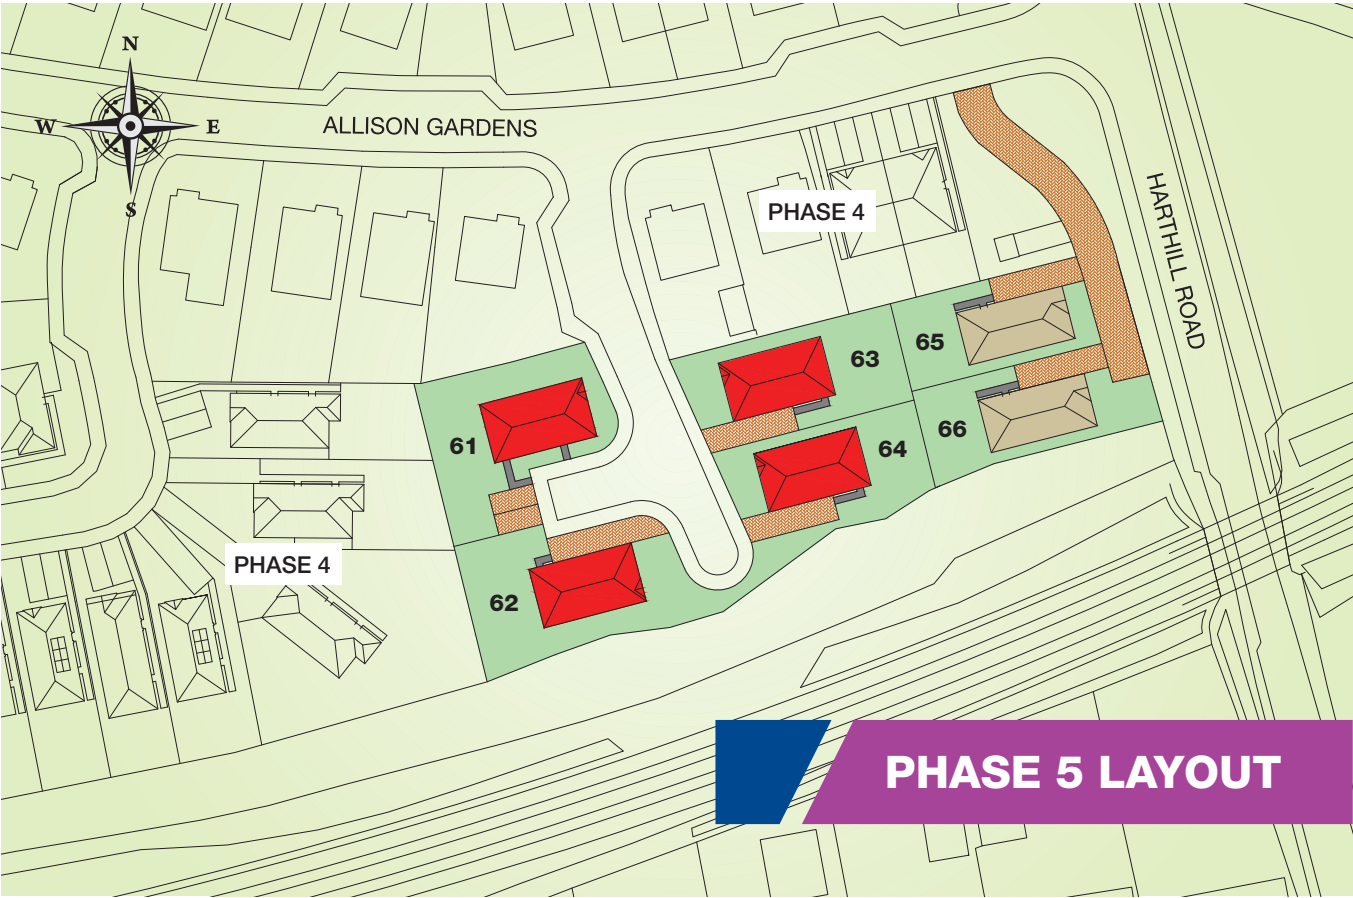 N
W
E
S
ALLISON GARDENS
HARTHILL ROAD
PHASE 4
65
63
66
64
61
62
PHASE 4
PHASE 5 LAYOUT